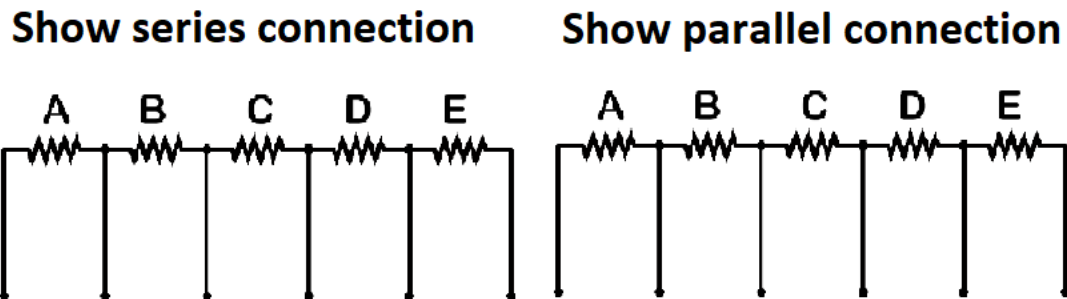 Show series connection
Show parallel connection
A B C D E
A B C D E